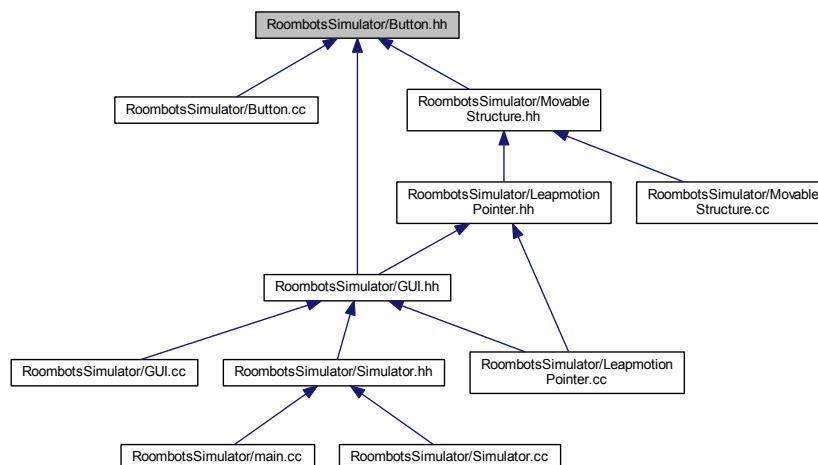 RoombotsSimulator/Button.hh
RoombotsSimulator/Button.cc
RoombotsSimulator/Movable
Structure.hh
RoombotsSimulator/Leapmotion
Pointer.hh
RoombotsSimulator/Movable
Structure.cc
RoombotsSimulator/GUI.hh
RoombotsSimulator/GUI.cc
RoombotsSimulator/Simulator.hh
RoombotsSimulator/Leapmotion
Pointer.cc
RoombotsSimulator/main.cc
RoombotsSimulator/Simulator.cc